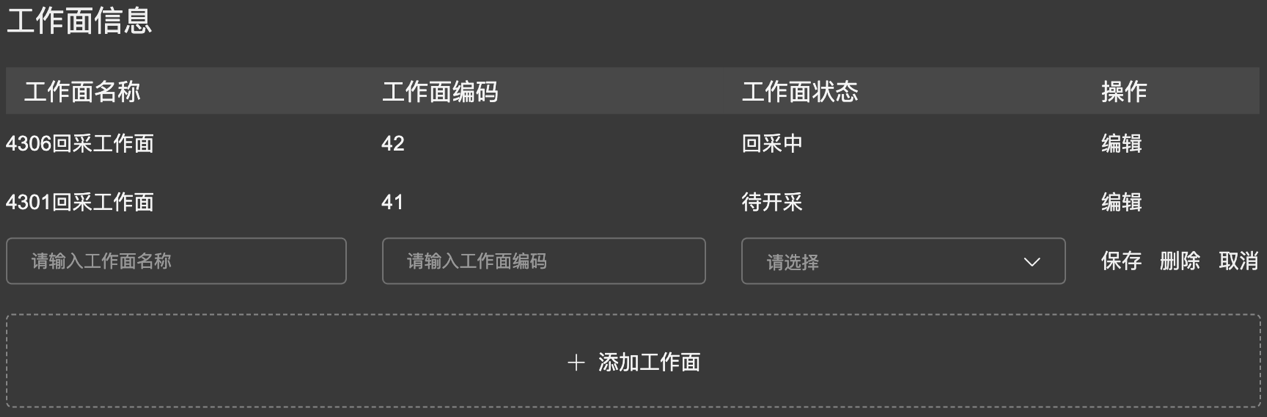 工作面信息
工作面名称 工作面编码 工作面状态 操作
4306回采工作面 42 回采中 编辑
4301回采工作面 41 待开采 编辑
请输入工作面名称 请输入工作面编码 请选择 保存 删除 取消
添加工作面